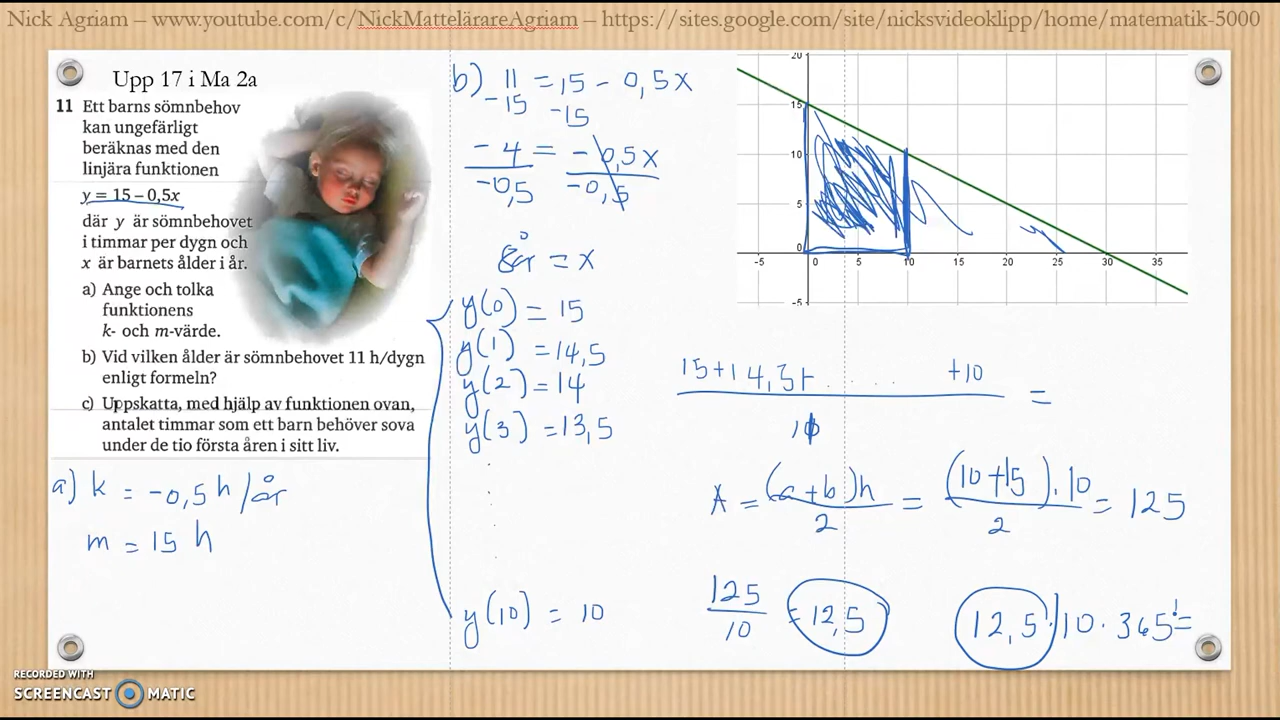 Nick Agriam – www.youtube.com/c/NickMattelärareAgriam – https://sites.google.com/site/nicksvideoklipp/home/matematik-5000
Upp 17 i Ma 2a
11 Ett barns sömnbehov
kan ungefärligt
beräknas med den
linjära funktionen
y = 15 – 0,5x
där y är sömnbehovet
i timmar per dygn och
x är barnets ålder i år.
a) Ange och tolka
funktionens
k- och m-värde.
b) Vid vilken ålder är sömnbehovet 11 h/dygn
enligt formeln?
c) Uppskatta, med hjälp av funktionen ovan,
antalet timmar som ett barn behöver sova
under de tio första åren i sitt liv.
a) k = -0,5 h/år
m = 15 h
b) 11 = 15 - 0,5x
-15 -15
-4 = -0,5x
-0,5 -0,5
8år = x
y(0) = 15
y(1) = 14,5
y(2) = 14
y(3) = 13,5
y(10) = 10
20
15
10
5
0
-5 0 5 10 15 20 25 30 35
-5
15+14,5+ . . . . +10 =
A = (a+b)h = (10+15).10 = 125
2 2
125 = 12,5
10
12,5 · 10 · 365 =
RECORDED WITH
SCREENCAST MATIC